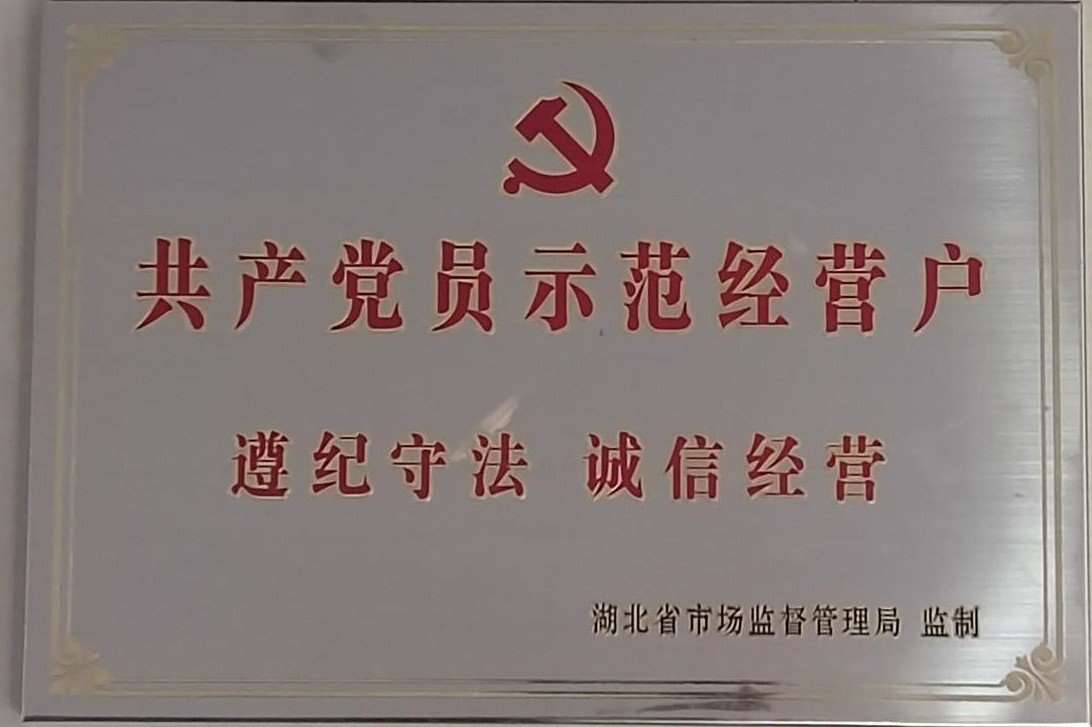 共产党员示范经营户
遵纪守法 诚信经营
湖北省市场监督管理局 监制